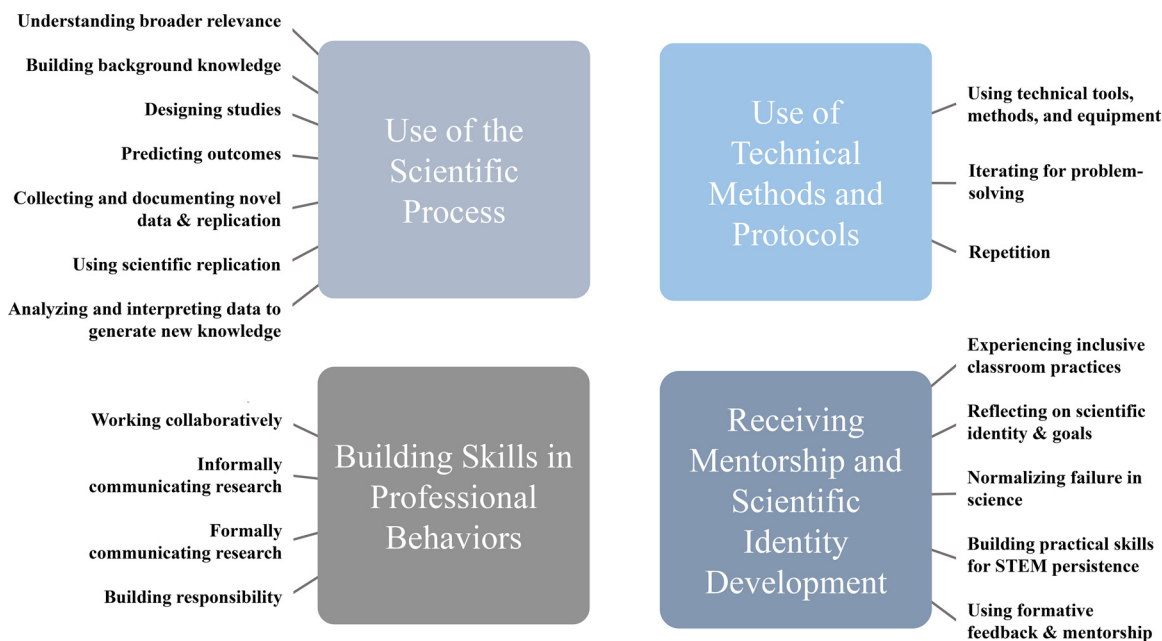 Understanding broader relevance
Building background knowledge
Designing studies
Predicting outcomes
Collecting and documenting novel
data & replication
Using scientific replication
Analyzing and interpreting data to
generate new knowledge
Use of the
Scientific
Process
Use of
Technical
Methods and
Protocols
Using technical tools,
methods, and equipment
Iterating for problem-
solving
Repetition
Working collaboratively
Informally
communicating research
Formally
communicating research
Building responsibility
Building Skills in
Professional
Behaviors
Receiving
Mentorship and
Scientific
Identity
Development
Experiencing inclusive
classroom practices
Reflecting on scientific
identity & goals
Normalizing failure in
science
Building practical skills
for STEM persistence
Using formative
feedback & mentorship